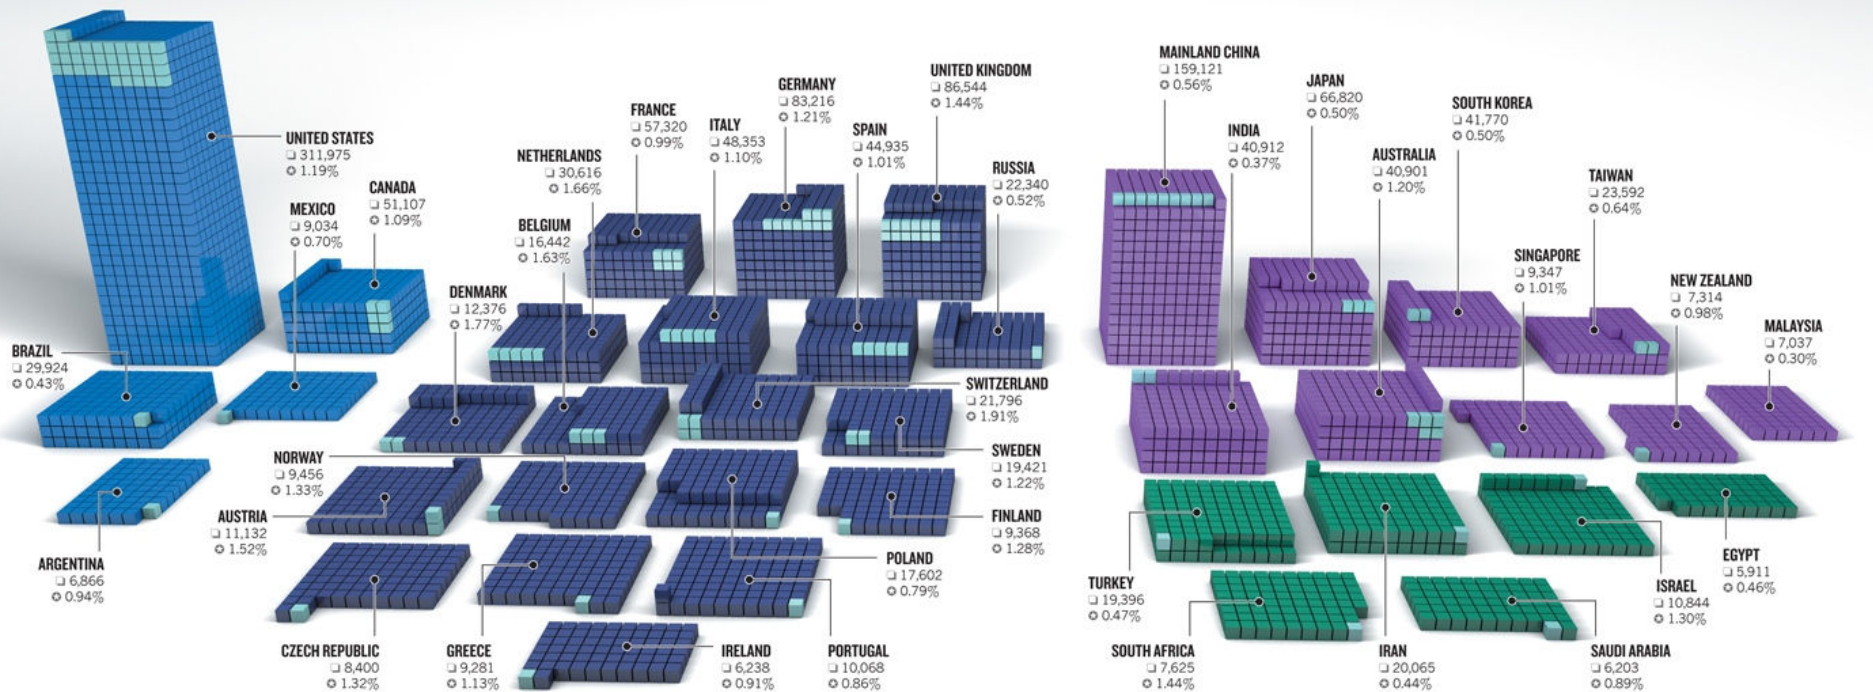 UNITED STATES
❏ 311,975
✪ 1.19%
CANADA
❏ 51,107
✪ 1.09%
MEXICO
❏ 9,034
✪ 0.70%
BRAZIL
❏ 29,924
✪ 0.43%
ARGENTINA
❏ 6,866
✪ 0.94%
FRANCE
❏ 57,320
✪ 0.99%
GERMANY
❏ 83,216
✪ 1.21%
UNITED KINGDOM
❏ 86,544
✪ 1.44%
ITALY
❏ 48,353
✪ 1.10%
SPAIN
❏ 44,935
✪ 1.01%
NETHERLANDS
❏ 30,616
✪ 1.66%
RUSSIA
❏ 22,340
✪ 0.52%
BELGIUM
❏ 16,442
✪ 1.63%
DENMARK
❏ 12,376
✪ 1.77%
SWITZERLAND
❏ 21,796
✪ 1.91%
SWEDEN
❏ 19,421
✪ 1.22%
NORWAY
❏ 9,456
✪ 1.33%
AUSTRIA
❏ 11,132
✪ 1.52%
FINLAND
❏ 9,368
✪ 1.28%
POLAND
❏ 17,602
✪ 0.79%
CZECH REPUBLIC
❏ 8,400
✪ 1.32%
GREECE
❏ 9,281
✪ 1.13%
IRELAND
❏ 6,238
✪ 0.91%
PORTUGAL
❏ 10,068
✪ 0.86%
MAINLAND CHINA
❏ 159,121
✪ 0.56%
JAPAN
❏ 66,820
✪ 0.50%
SOUTH KOREA
❏ 41,770
✪ 0.50%
INDIA
❏ 40,912
✪ 0.37%
AUSTRALIA
❏ 40,901
✪ 1.20%
TAIWAN
❏ 23,592
✪ 0.64%
SINGAPORE
❏ 9,347
✪ 1.01%
NEW ZEALAND
❏ 7,314
✪ 0.98%
MALAYSIA
❏ 7,037
✪ 0.30%
TURKEY
❏ 19,396
✪ 0.47%
SOUTH AFRICA
❏ 7,625
✪ 1.44%
IRAN
❏ 20,065
✪ 0.44%
SAUDI ARABIA
❏ 6,203
✪ 0.89%
ISRAEL
❏ 10,844
✪ 1.30%
EGYPT
❏ 5,911
✪ 0.46%